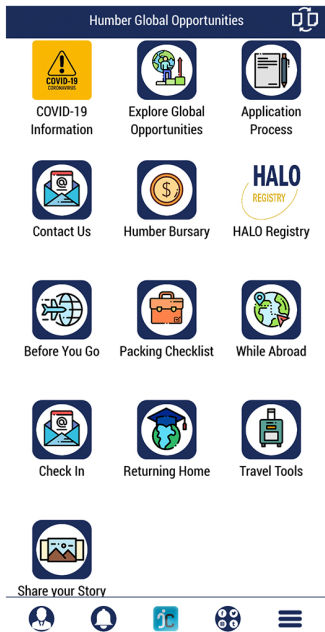 Humber Global Opportunities
COVID-19
CORONAVIRUS
COVID-19
Information
Explore Global
Opportunities
Application
Process
Contact Us
Humber Bursary
HALO
REGISTRY
HALO Registry
Before You Go
Packing Checklist
While Abroad
Check In
Returning Home
Travel Tools
Share your Story
jc